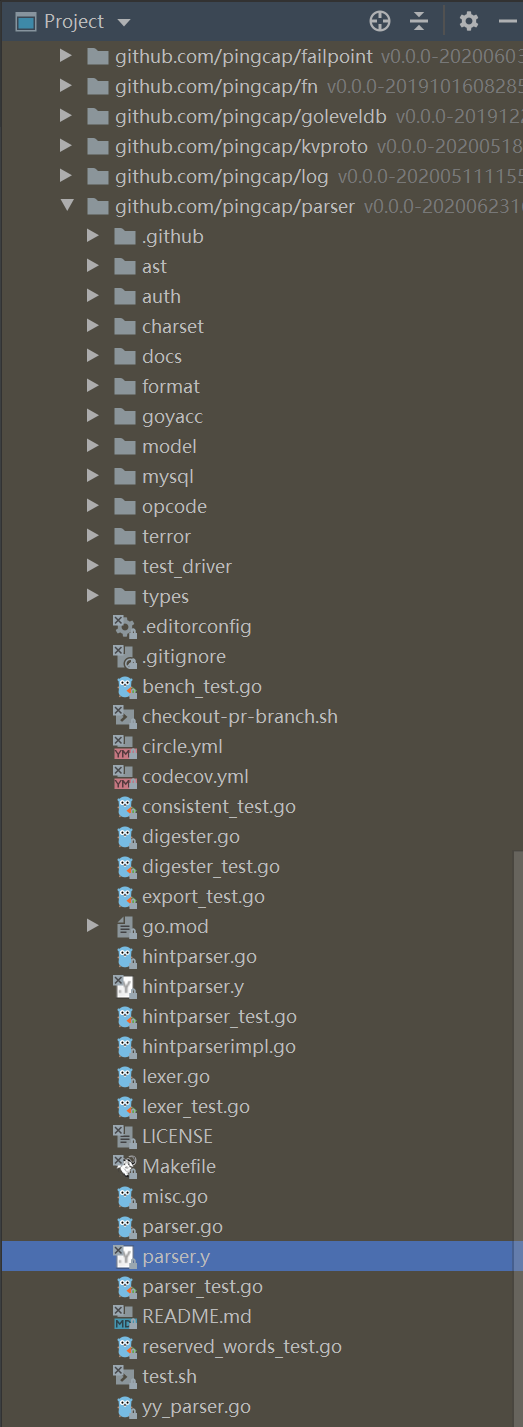 Project
github.com/pingcap/failpoint v0.0.0-20200603
github.com/pingcap/fn v0.0.0-2019101608285
github.com/pingcap/goleveldb v0.0.0-2019122
github.com/pingcap/kvproto v0.0.0-20200518
github.com/pingcap/log v0.0.0-202005111155
github.com/pingcap/parser v0.0.0-2020062316
.github
ast
auth
charset
docs
format
goyacc
model
mysql
opcode
terror
test_driver
types
.editorconfig
.gitignore
bench_test.go
checkout-pr-branch.sh
circle.yml
codecov.yml
consistent_test.go
digester.go
digester_test.go
export_test.go
go.mod
hintparser.go
hintparser.y
hintparser_test.go
hintparserimpl.go
lexer.go
lexer_test.go
LICENSE
Makefile
misc.go
parser.go
parser.y
parser_test.go
README.md
reserved_words_test.go
test.sh
yy_parser.go